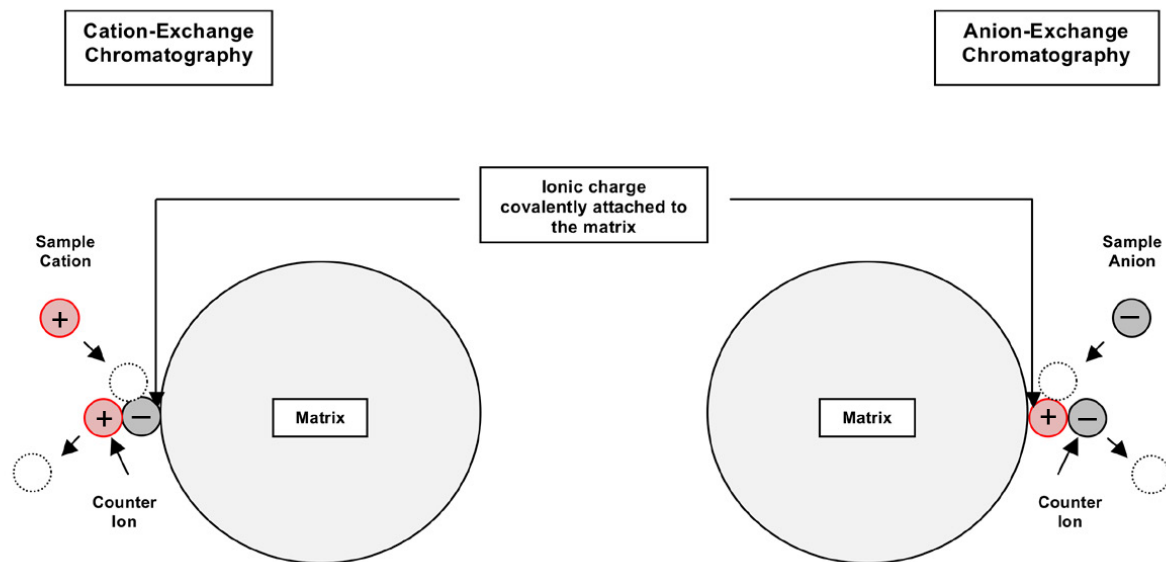 Cation-Exchange
Chromatography
Anion-Exchange
Chromatography
Ionic charge
covalently attached to
the matrix
Sample
Cation
Sample
Anion
+
−
+
−
Matrix
Matrix
+
−
Counter
Ion
Counter
Ion